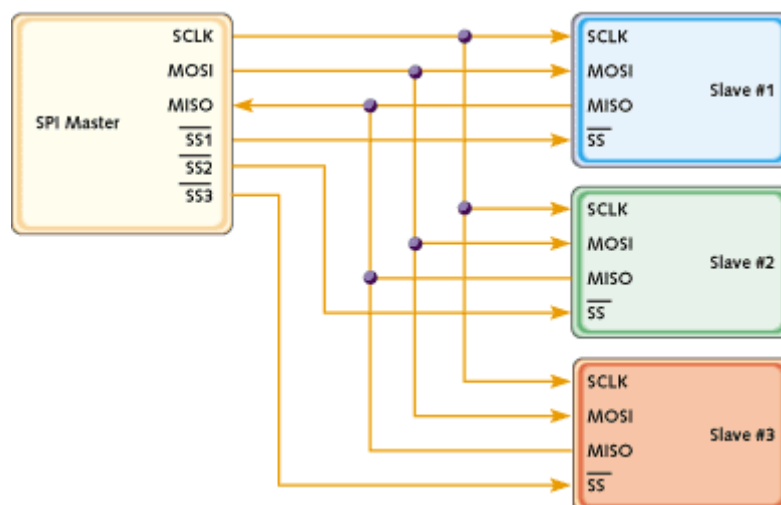 SPI Master
SCLK
MOSI
MISO
SS1
SS2
SS3
SCLK
MOSI
MISO
SS
Slave #1
SCLK
MOSI
MISO
SS
Slave #2
SCLK
MOSI
MISO
SS
Slave #3